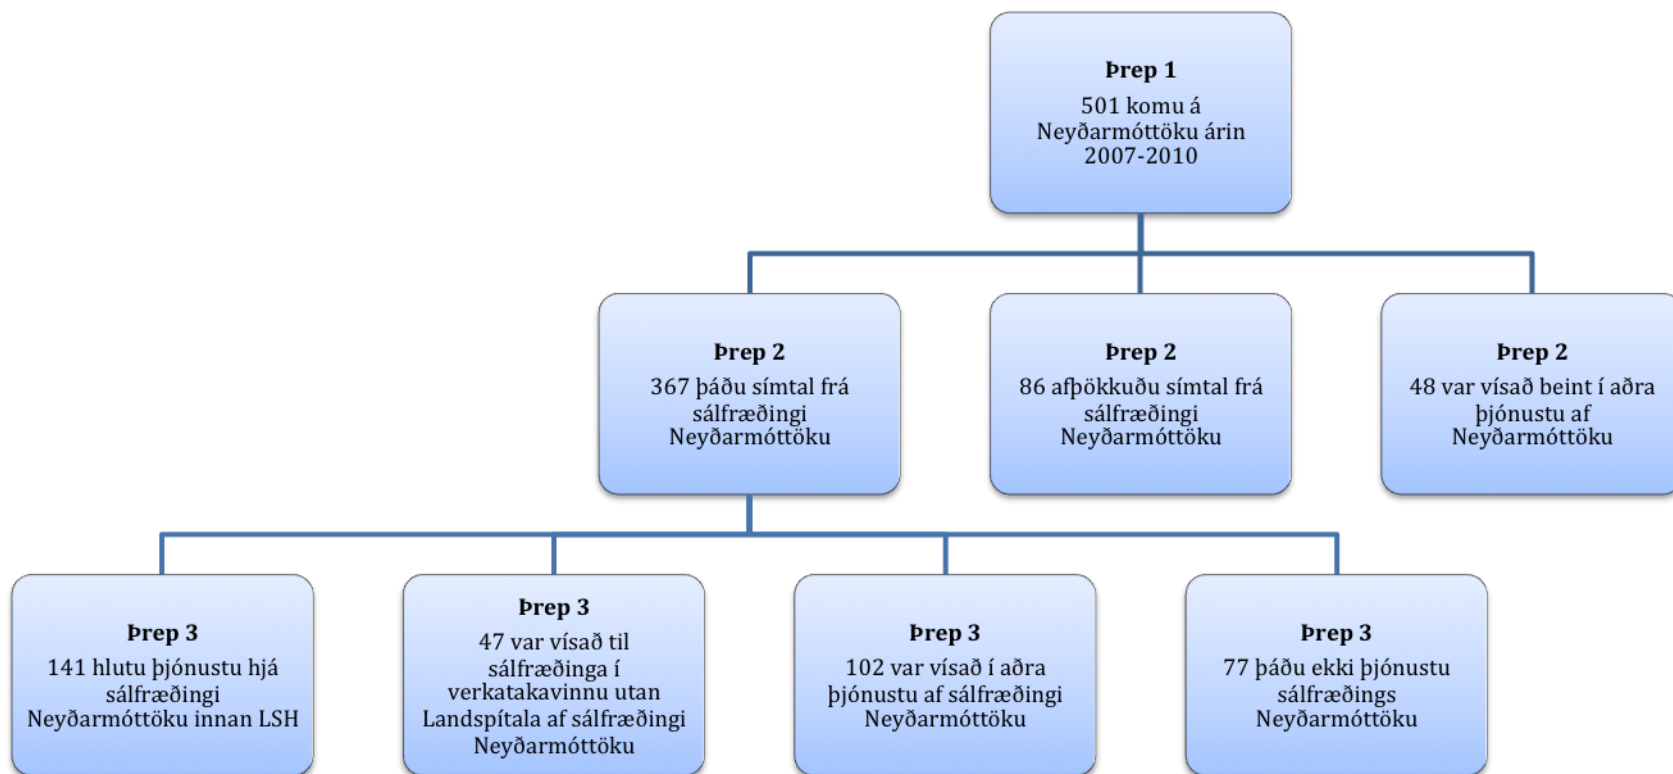 Þrep 1
501 komu á
Neyðarmóttöku árin
2007-2010
Þrep 2
367 þáðu símtal frá
sálfræðingi
Neyðarmóttöku
Þrep 2
86 afþökkuðu símtal frá
sálfræðingi
Neyðarmóttöku
Þrep 2
48 var vísað beint í aðra
þjónustu af
Neyðarmóttöku
Þrep 3
141 hlutu þjónustu hjá
sálfræðingi
Neyðarmóttöku innan LSH
Þrep 3
47 var vísað til
sálfræðinga í
verkatakavinnu utan
Landspítala af sálfræðingi
Neyðarmóttöku
Þrep 3
102 var vísað í aðra
þjónustu af sálfræðingi
Neyðarmóttöku
Þrep 3
77 þáðu ekki þjónustu
sálfræðings
Neyðarmóttöku